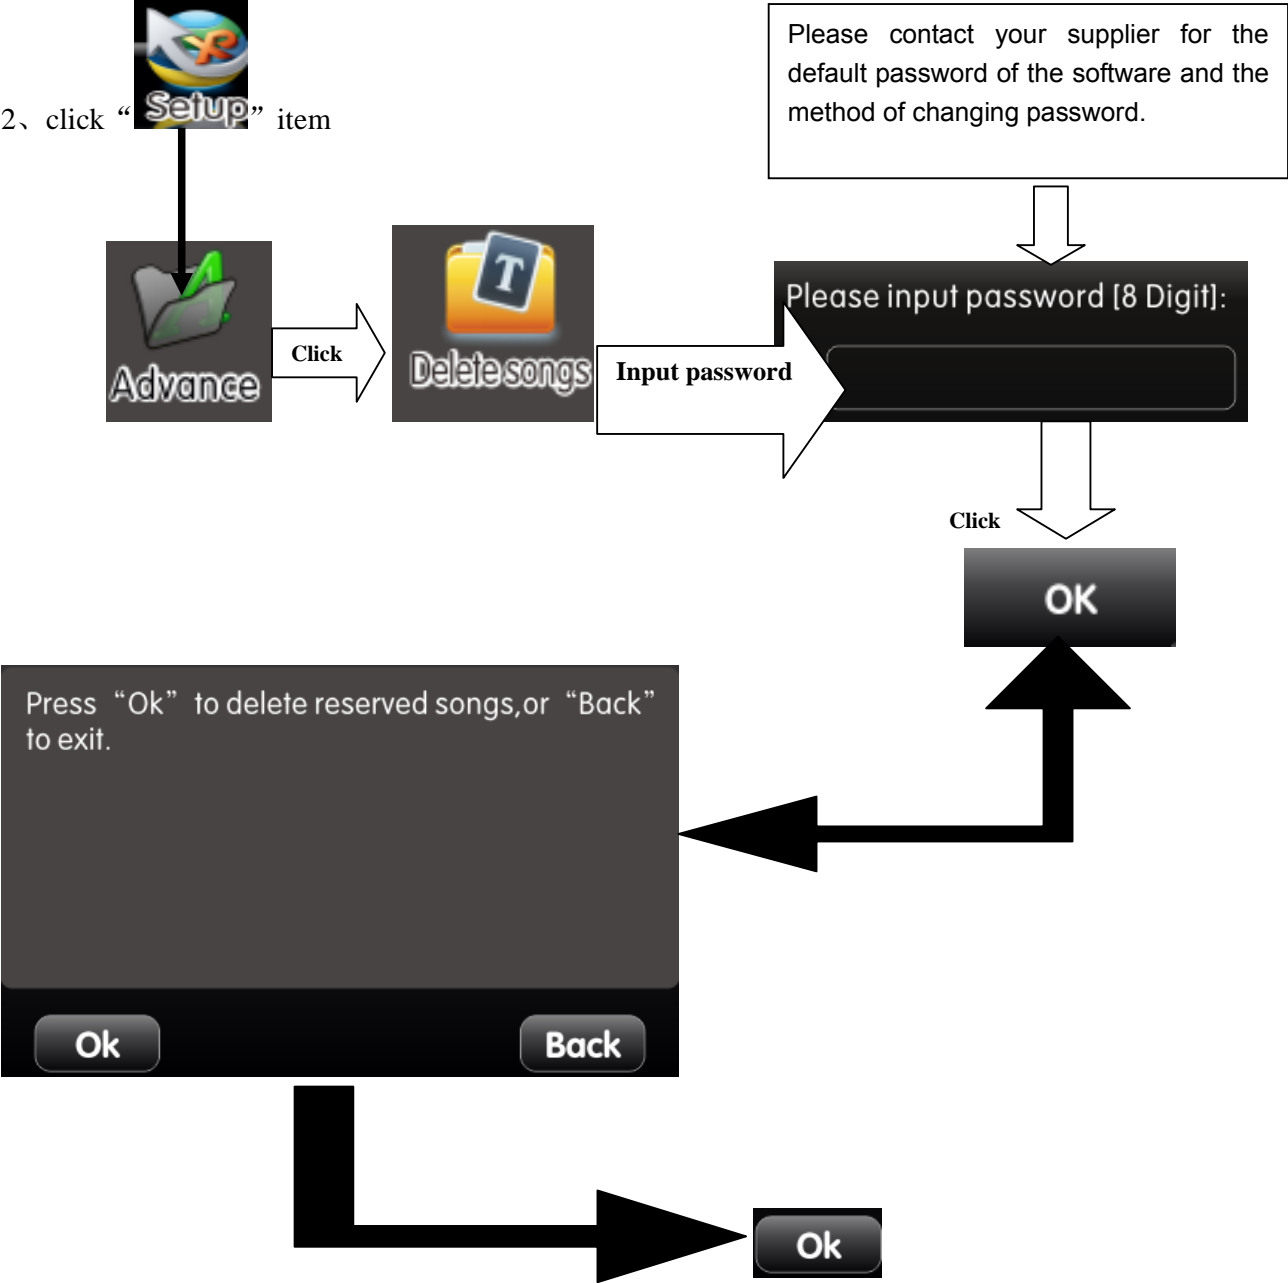 Please contact your supplier for the
default password of the software and the
method of changing password.
2、click “Setup” item
Advance
Click
Delete songs
Input password
Please input password [8 Digit]:
Click
OK
Press “Ok” to delete reserved songs,or “Back”
to exit.
Ok
Back
Ok